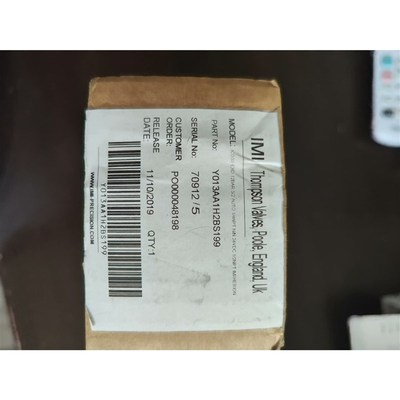 IMI Thompson Valves, Poole, England, Uk
MODEL:
PART No: Y013AA1H2BS199
SERIAL No: 70912 / 5
CUSTOMER ORDER: PO000048198
RELEASE DATE: 11/10/2019 QTY:1
Y013AA1H2BS199
WWW.IMI-PRECISION.COM